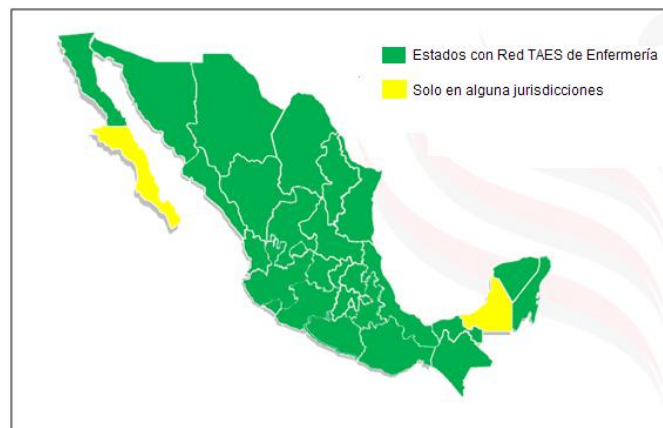 Estados con Red TAES de Enfermería
Solo en alguna jurisdicciones